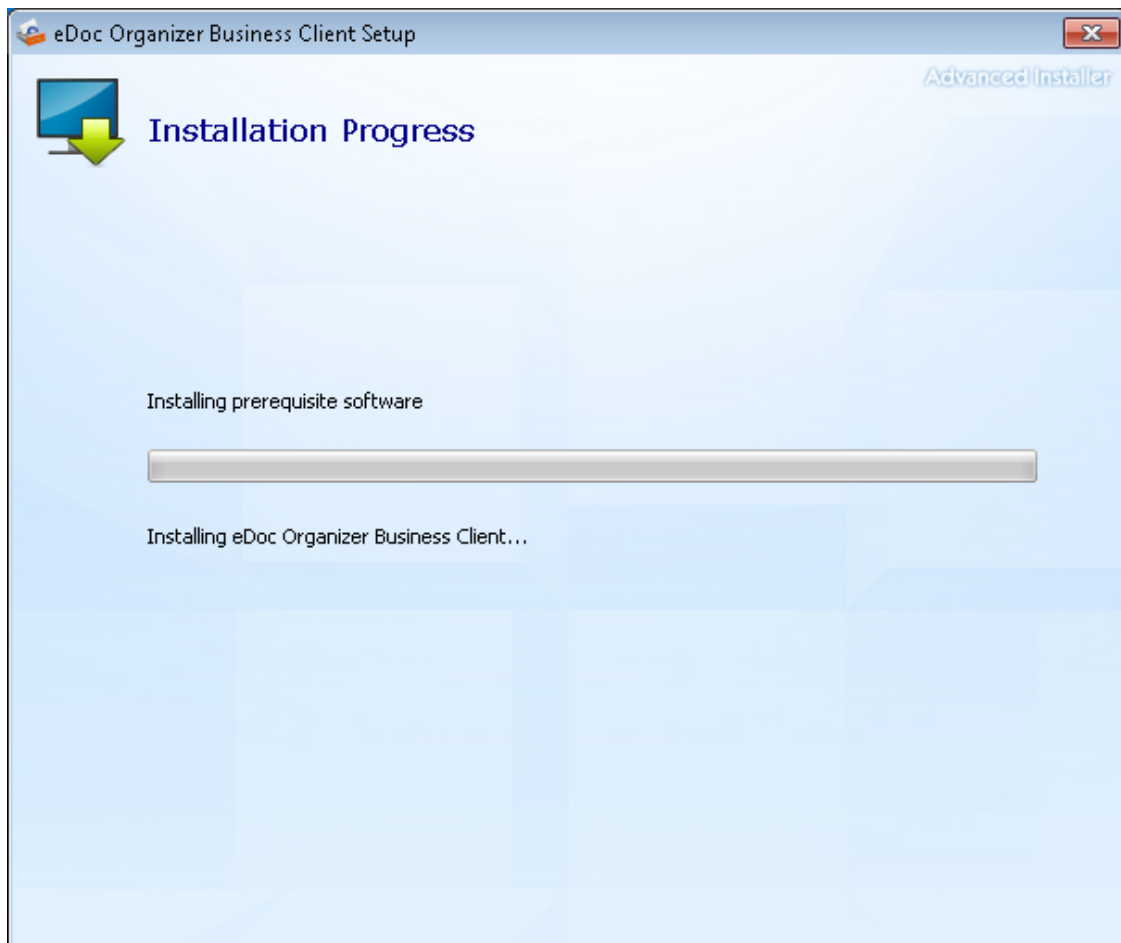 eDoc Organizer Business Client Setup
Advanced Installer
Installation Progress
Installing prerequisite software
Installing eDoc Organizer Business Client...